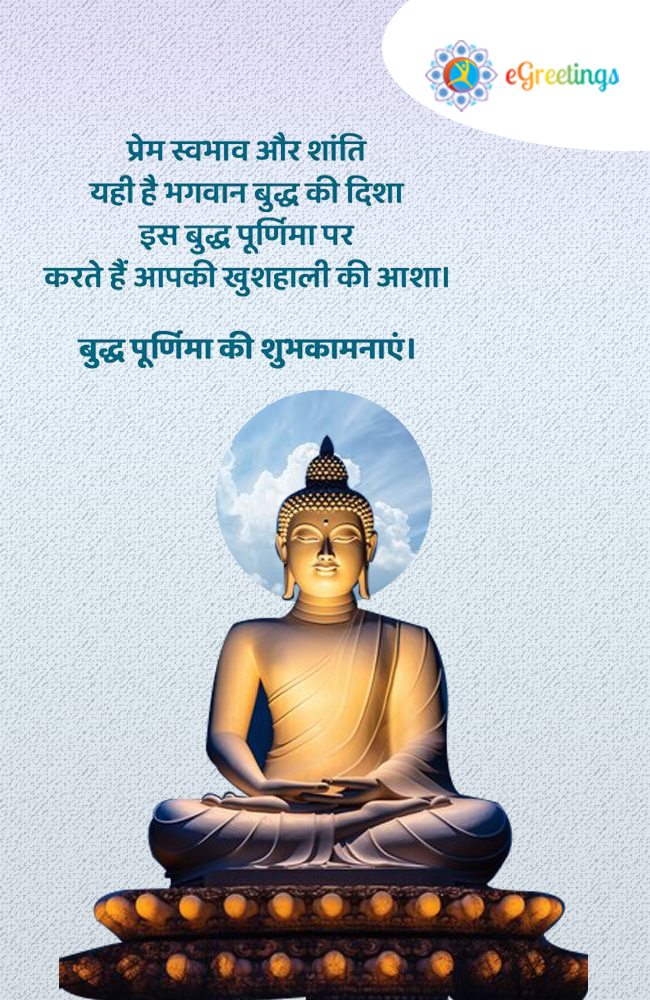 eGreetings
प्रेम स्वभाव और शांति
यही है भगवान बुद्ध की दिशा
इस बुद्ध पूर्णिमा पर
करते हैं आपकी खुशहाली की आशा।
बुद्ध पूर्णिमा की शुभकामनाएं।